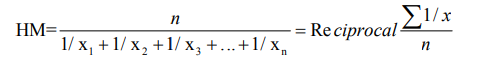 HM= n / 1/ x₁ +1/ x₂ +1/ x₃ +...+1/ xₙ = Reciprocal ∑1/x / n